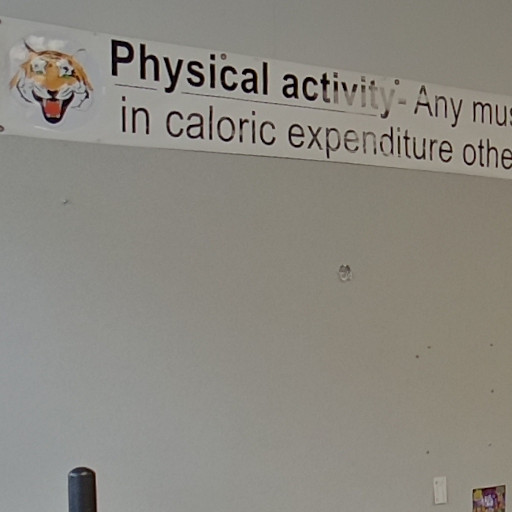 Physical activity- Any mus
in caloric expenditure othe